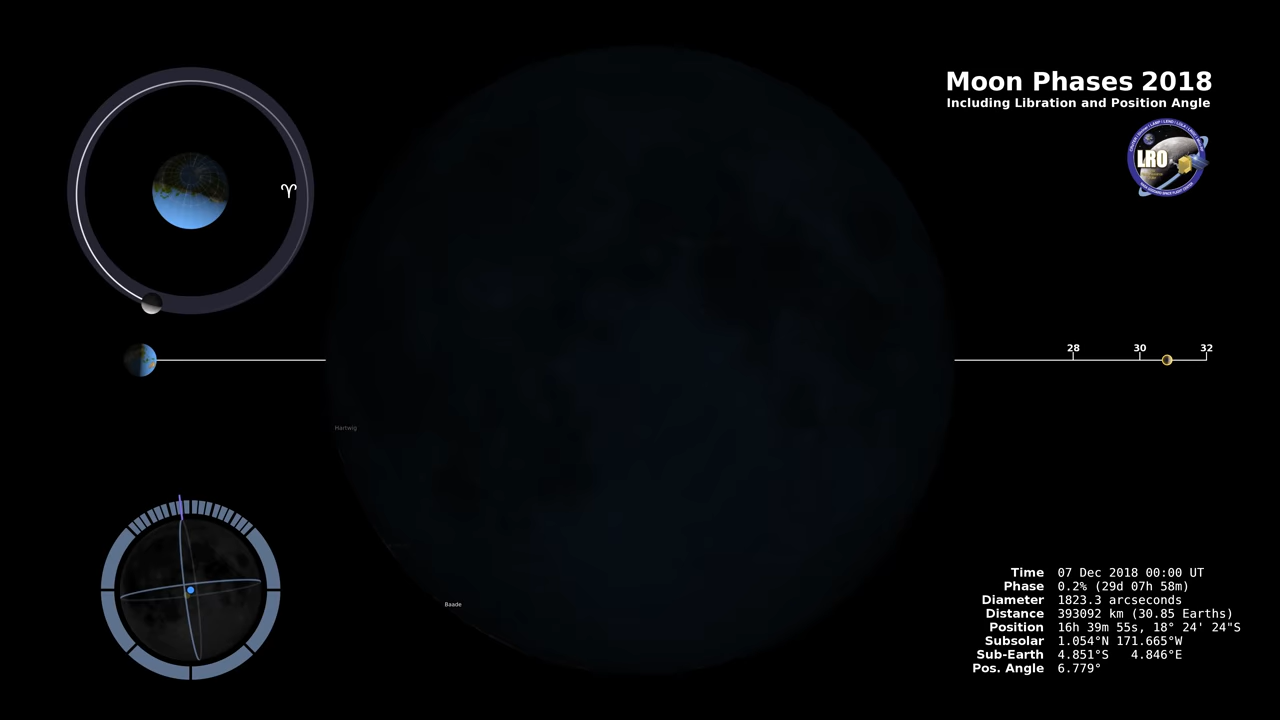 Moon Phases 2018
Including Libration and Position Angle
LRO
♈
28 30 32
Hartwig
Baade
Time 07 Dec 2018 00:00 UT
Phase 0.2% (29d 07h 58m)
Diameter 1823.3 arcseconds
Distance 393092 km (30.85 Earths)
Position 16h 39m 55s, 18° 24' 24"S
Subsolar 1.054°N 171.665°W
Sub-Earth 4.851°S 4.846°E
Pos. Angle 6.779°